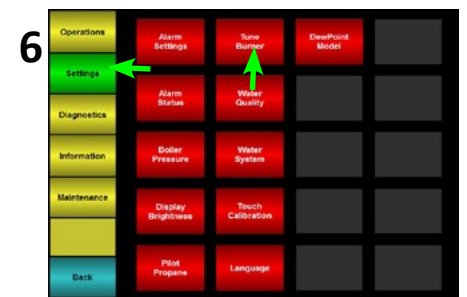 6
Operations
Settings
Diagnostics
Information
Maintenance
Back
Alarm
Settings
Tune
Burner
DewPoint
Model
Alarm
Status
Water
Quality
Boiler
Pressure
Water
System
Display
Brightness
Touch
Calibration
Pilot
Propane
Language